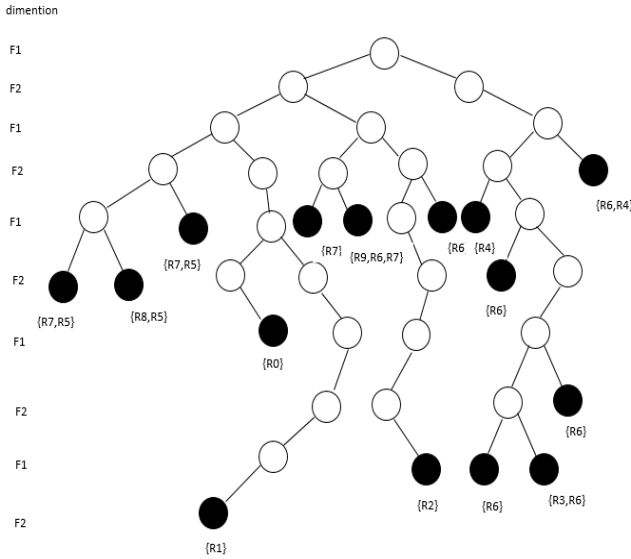 dimention
F1
F2
F1
F2
{R6,R4}
F1
{R7} {R9,R6,R7} {R6 {R4}
{R7,R5}
F2
{R6}
{R7,R5} {R8,R5}
F1
{R0}
F2
{R6}
F1
{R2} {R6} {R3,R6}
F2
{R1}